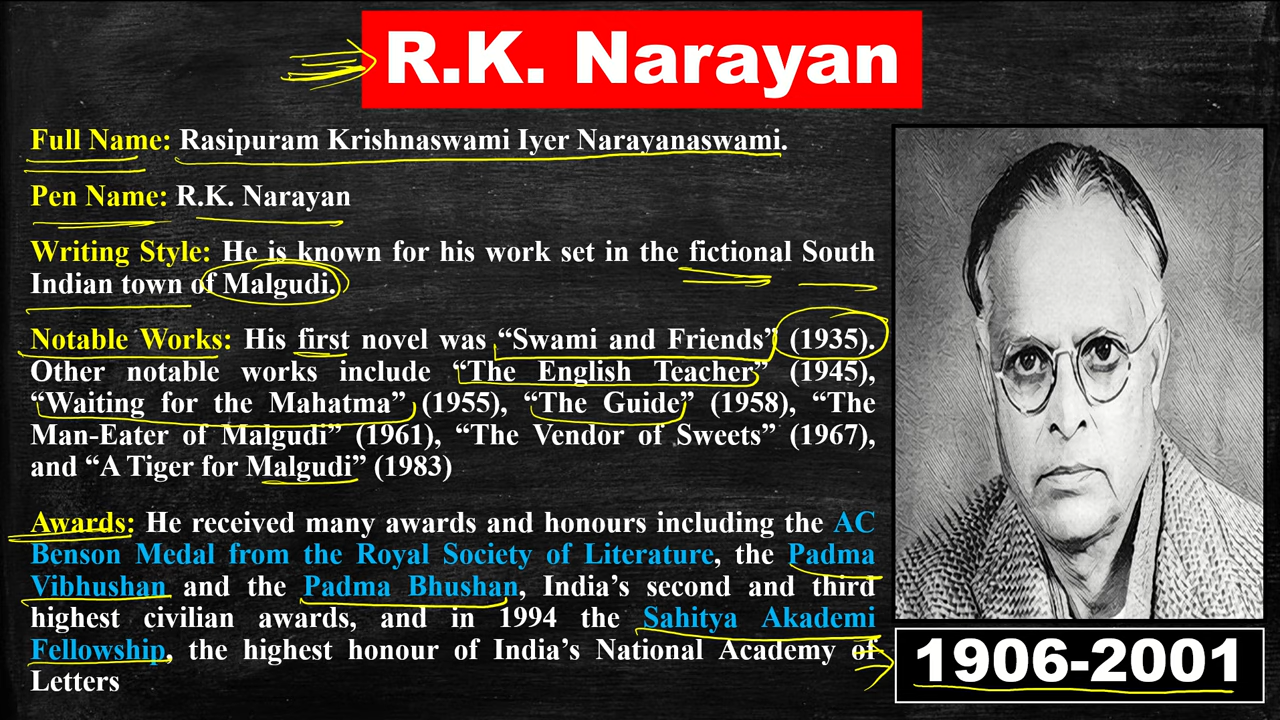 R.K. Narayan
Full Name: Rasipuram Krishnaswami Iyer Narayanaswami.
Pen Name: R.K. Narayan
Writing Style: He is known for his work set in the fictional South
Indian town of Malgudi.
Notable Works: His first novel was “Swami and Friends” (1935).
Other notable works include “The English Teacher” (1945),
“Waiting for the Mahatma” (1955), “The Guide” (1958), “The
Man-Eater of Malgudi” (1961), “The Vendor of Sweets” (1967),
and “A Tiger for Malgudi” (1983)
Awards: He received many awards and honours including the AC
Benson Medal from the Royal Society of Literature, the Padma
Vibhushan and the Padma Bhushan, India’s second and third
highest civilian awards, and in 1994 the Sahitya Akademi
Fellowship, the highest honour of India’s National Academy of
Letters
1906-2001